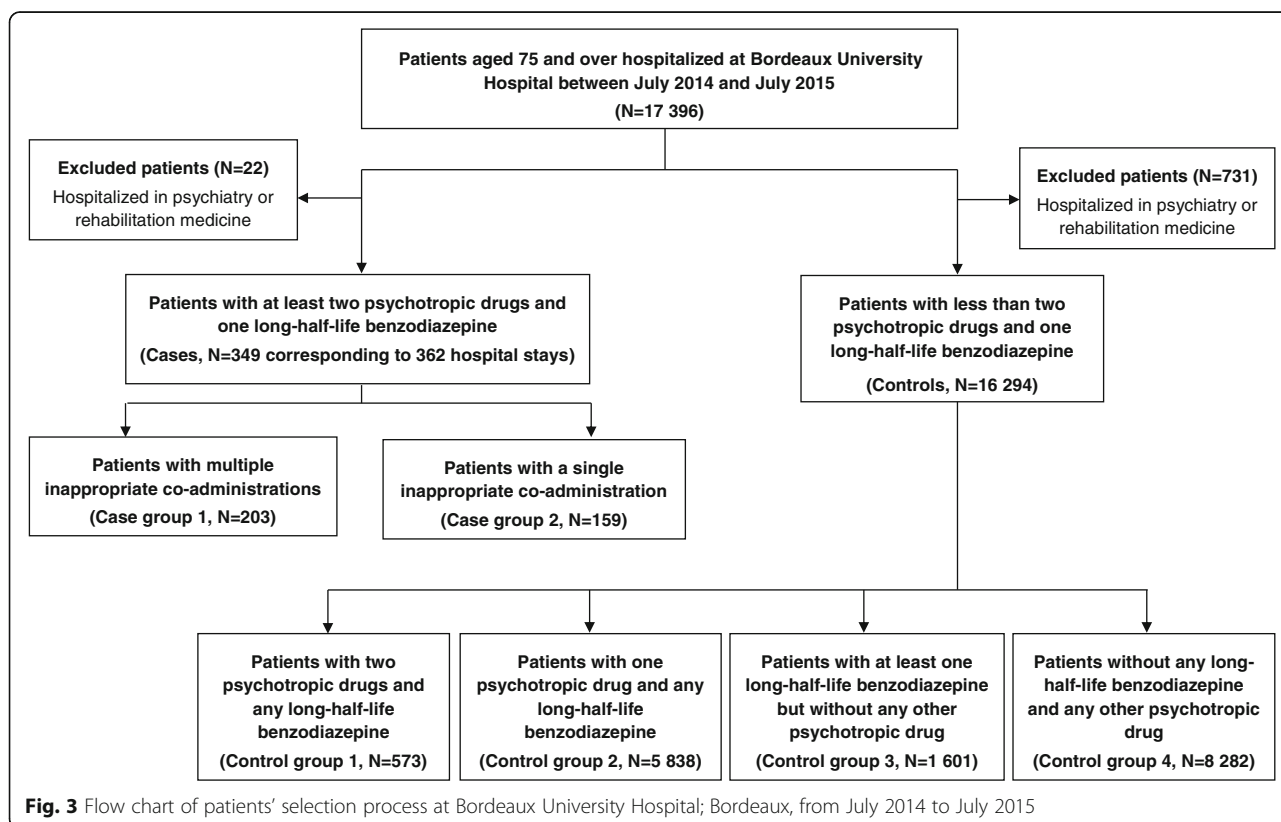 Patients aged 75 and over hospitalized at Bordeaux University
Hospital between July 2014 and July 2015
(N=17 396)
Excluded patients (N=22)
Hospitalized in psychiatry or
rehabilitation medicine
Excluded patients (N=731)
Hospitalized in psychiatry or
rehabilitation medicine
Patients with at least two psychotropic drugs and
one long-half-life benzodiazepine
(Cases, N=349 corresponding to 362 hospital stays)
Patients with less than two
psychotropic drugs and one
long-half-life benzodiazepine
(Controls, N=16 294)
Patients with multiple
inappropriate co-administrations
(Case group 1, N=203)
Patients with a single
inappropriate co-administration
(Case group 2, N=159)
Patients with two
psychotropic drugs and
any long-half-life
benzodiazepine
(Control group 1, N=573)
Patients with one
psychotropic drug and any
long-half-life
benzodiazepine
(Control group 2, N=5 838)
Patients with at least one
long-half-life benzodiazepine
but without any other
psychotropic drug
(Control group 3, N=1 601)
Patients without any long-
half-life benzodiazepine
and any other psychotropic
drug
(Control group 4, N=8 282)
Fig. 3 Flow chart of patients' selection process at Bordeaux University Hospital; Bordeaux, from July 2014 to July 2015